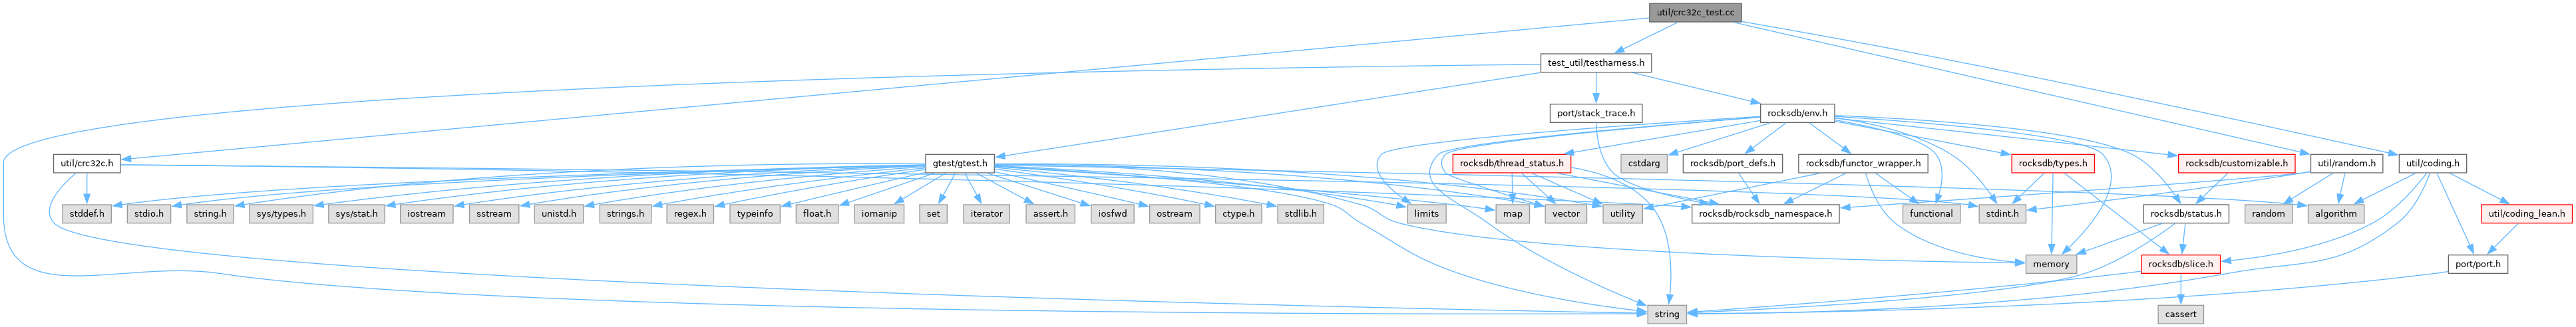 util/crc32c_test.cc
test_util/testharness.h
port/stack_trace.h
rocksdb/env.h
util/crc32c.h
gtest/gtest.h
rocksdb/thread_status.h
cstdarg
rocksdb/port_defs.h
rocksdb/functor_wrapper.h
rocksdb/types.h
rocksdb/customizable.h
util/random.h
util/coding.h
stddef.h
stdio.h
string.h
sys/types.h
sys/stat.h
iostream
sstream
unistd.h
strings.h
regex.h
typeinfo
float.h
iomanip
set
iterator
assert.h
iosfwd
ostream
ctype.h
stdlib.h
limits
map
vector
utility
rocksdb/rocksdb_namespace.h
functional
stdint.h
rocksdb/status.h
random
algorithm
util/coding_lean.h
memory
rocksdb/slice.h
port/port.h
string
cassert